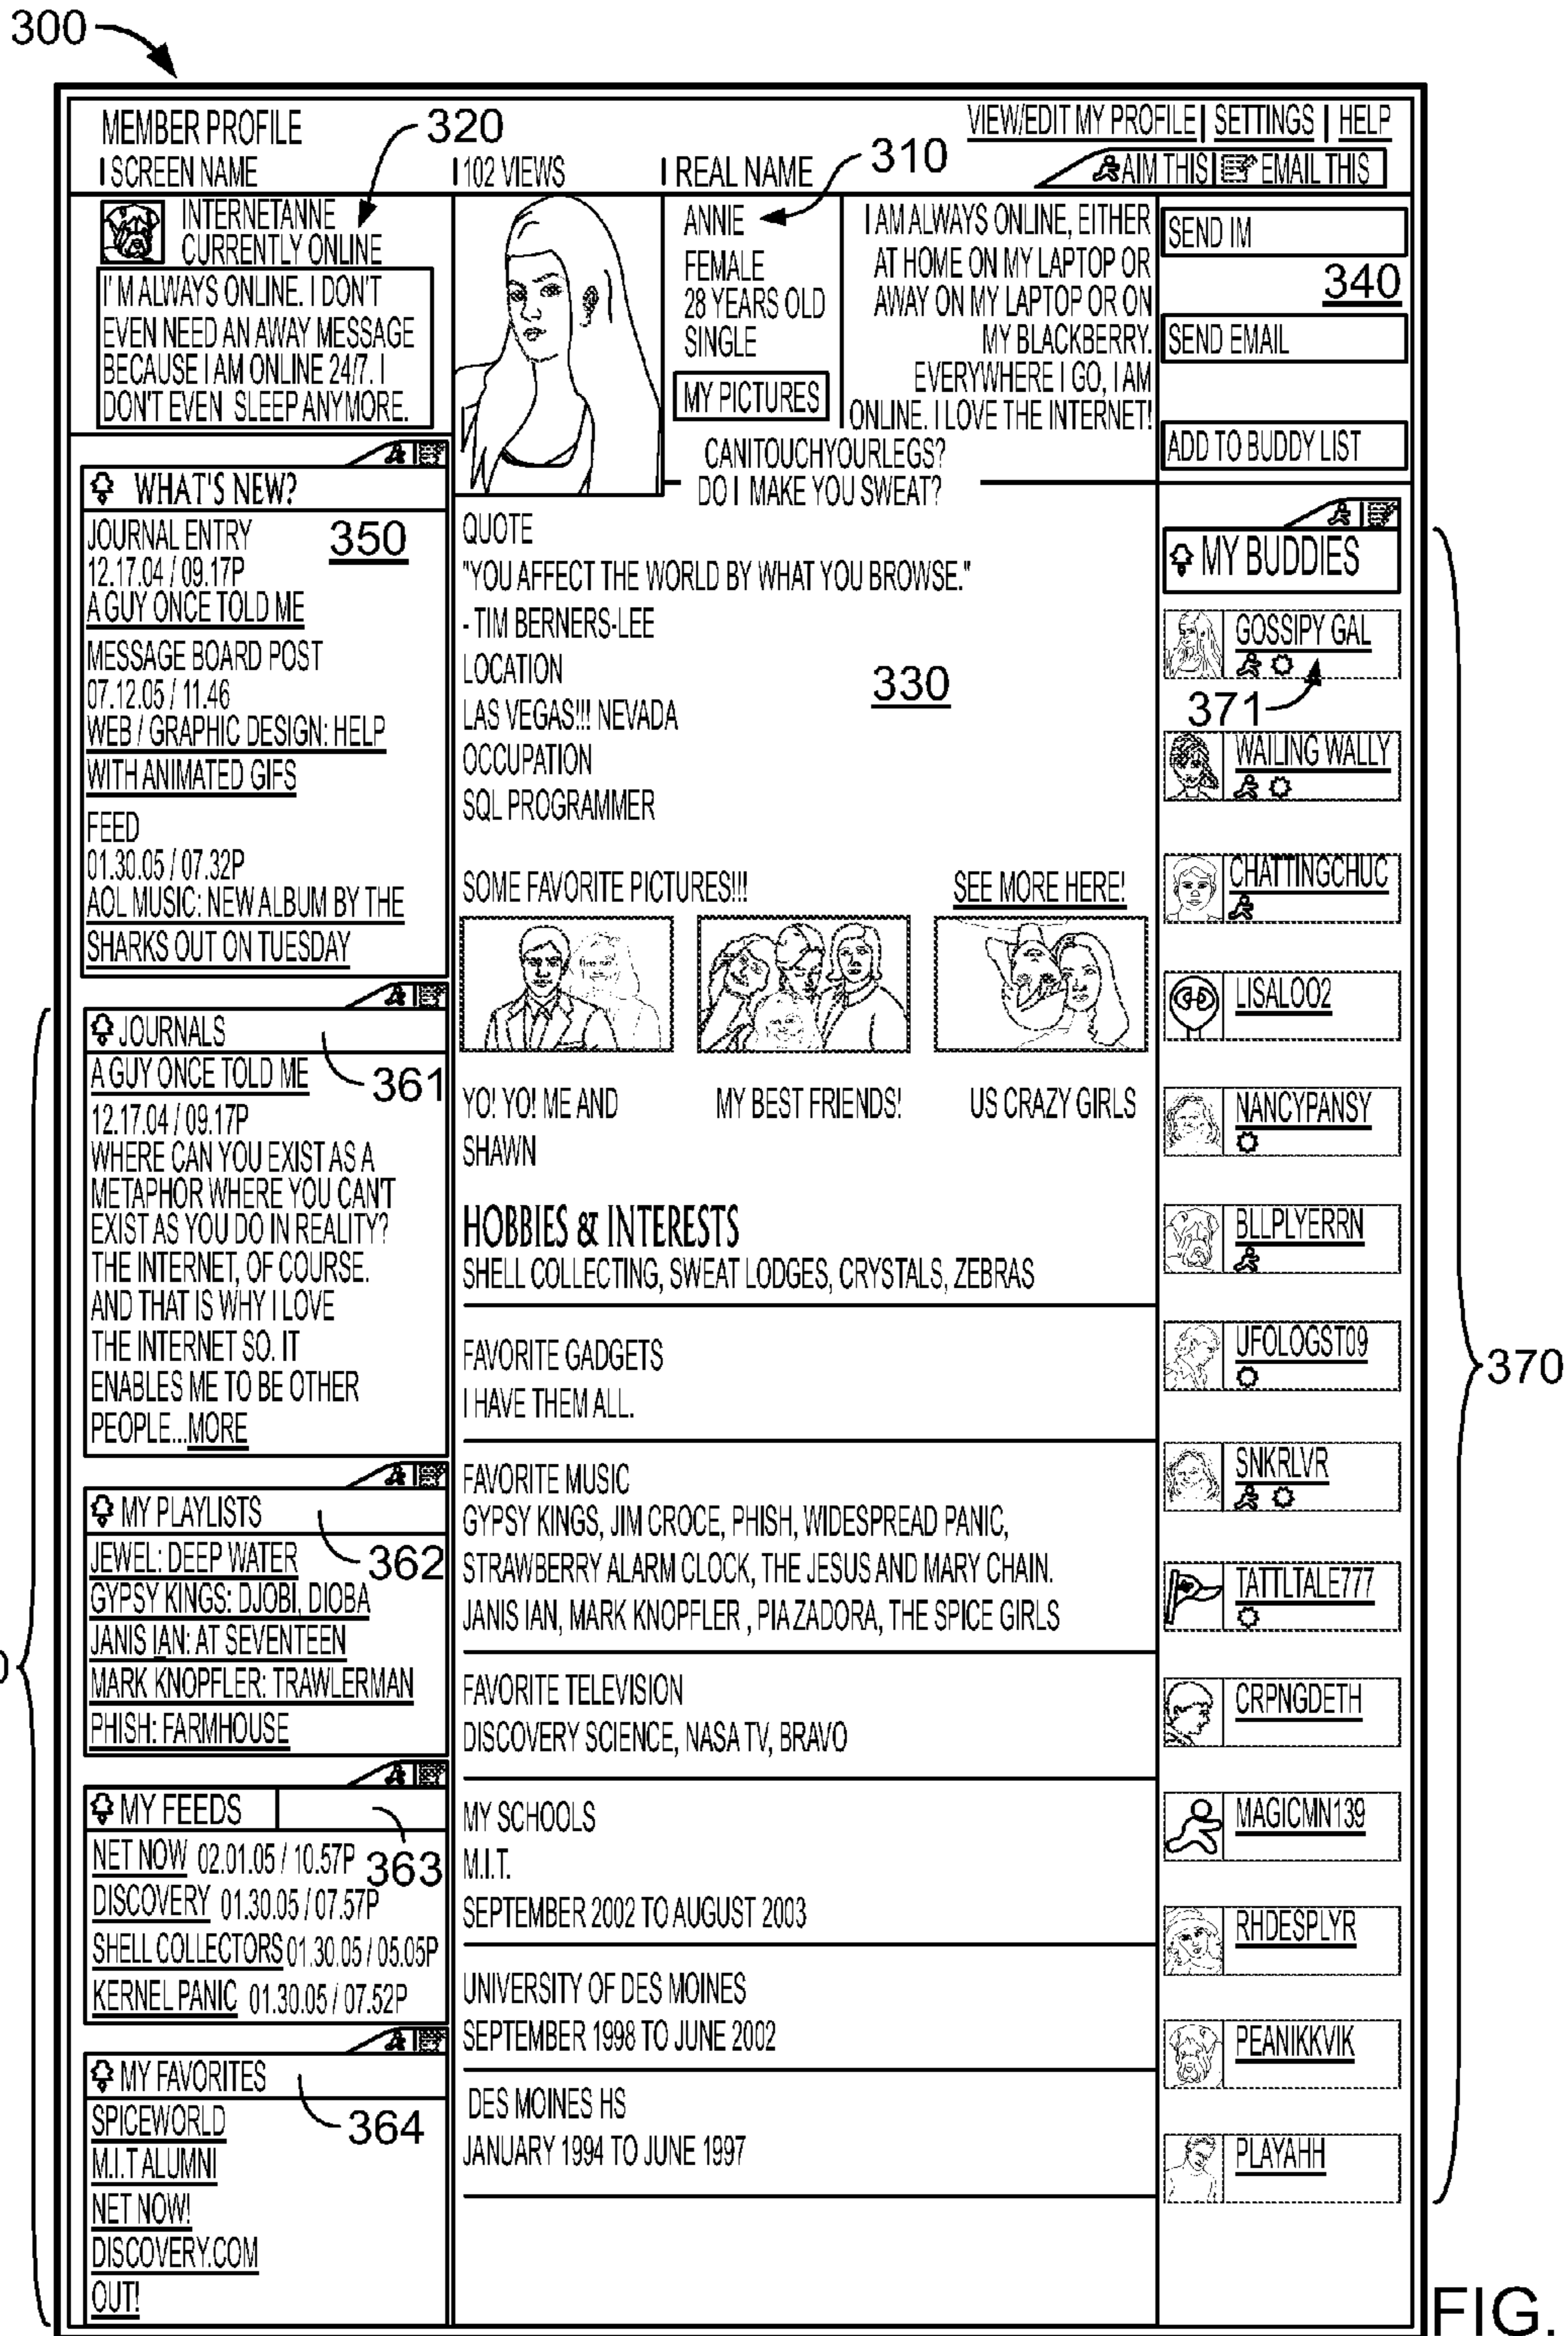 300
MEMBER PROFILE
320
VIEW/EDIT MY PROFILE | SETTINGS | HELP
SCREEN NAME
102 VIEWS
REAL NAME
310
AIM THIS | EMAIL THIS
INTERNETANNE
CURRENTLY ONLINE
I'M ALWAYS ONLINE. I DON'T
EVEN NEED AN AWAY MESSAGE
BECAUSE I AM ONLINE 24/7. I
DON'T EVEN SLEEP ANYMORE.
ANNIE
FEMALE
28 YEARS OLD
SINGLE
MY PICTURES
I AM ALWAYS ONLINE, EITHER
AT HOME ON MY LAPTOP OR
AWAY ON MY LAPTOP OR ON
MY BLACKBERRY.
EVERYWHERE I GO, I AM
ONLINE. I LOVE THE INTERNET!
CANITOUCHYOURLEGS?
DO I MAKE YOU SWEAT?
SEND IM
340
SEND EMAIL
ADD TO BUDDY LIST
WHAT'S NEW?
350
JOURNAL ENTRY
12.17.04 / 09.17P
A GUY ONCE TOLD ME
MESSAGE BOARD POST
07.12.05 / 11.46
WEB / GRAPHIC DESIGN: HELP
WITH ANIMATED GIFS
FEED
01.30.05 / 07.32P
AOL MUSIC: NEW ALBUM BY THE
SHARKS OUT ON TUESDAY
JOURNALS
361
A GUY ONCE TOLD ME
12.17.04 / 09.17P
WHERE CAN YOU EXIST AS A
METAPHOR WHERE YOU CAN'T
EXIST AS YOU DO IN REALITY?
THE INTERNET, OF COURSE.
AND THAT IS WHY I LOVE
THE INTERNET SO. IT
ENABLES ME TO BE OTHER
PEOPLE...MORE
MY PLAYLISTS
362
JEWEL: DEEP WATER
GYPSY KINGS: DJOBI, DIOBA
JANIS IAN: AT SEVENTEEN
MARK KNOPFLER: TRAWLERMAN
PHISH: FARMHOUSE
MY FEEDS
363
NET NOW 02.01.05 / 10.57P
DISCOVERY 01.30.05 / 07.57P
SHELL COLLECTORS 01.30.05 / 05.05P
KERNEL PANIC 01.30.05 / 07.52P
MY FAVORITES
364
SPICEWORLD
M.I.T ALUMNI
NET NOW!
DISCOVERY.COM
OUT!
QUOTE
"YOU AFFECT THE WORLD BY WHAT YOU BROWSE."
- TIM BERNERS-LEE
LOCATION
330
LAS VEGAS!!! NEVADA
OCCUPATION
SQL PROGRAMMER
SOME FAVORITE PICTURES!!!
SEE MORE HERE!
YO! YO! ME AND
SHAWN
MY BEST FRIENDS!
US CRAZY GIRLS
HOBBIES & INTERESTS
SHELL COLLECTING, SWEAT LODGES, CRYSTALS, ZEBRAS
FAVORITE GADGETS
I HAVE THEM ALL.
FAVORITE MUSIC
GYPSY KINGS, JIM CROCE, PHISH, WIDESPREAD PANIC,
STRAWBERRY ALARM CLOCK, THE JESUS AND MARY CHAIN.
JANIS IAN, MARK KNOPFLER , PIA ZADORA, THE SPICE GIRLS
FAVORITE TELEVISION
DISCOVERY SCIENCE, NASA TV, BRAVO
MY SCHOOLS
M.I.T.
SEPTEMBER 2002 TO AUGUST 2003
UNIVERSITY OF DES MOINES
SEPTEMBER 1998 TO JUNE 2002
DES MOINES HS
JANUARY 1994 TO JUNE 1997
MY BUDDIES
GOSSIPY GAL
371
WAILING WALLY
CHATTINGCHUC
LISALOO2
NANCYPANSY
BLLPLYERRN
UFOLOGST09
SNKRLVR
TATTLTALE777
CRPNGDETH
MAGICMN139
RHDESPLYR
PEANIKKVIK
PLAYAHH
370
FIG.